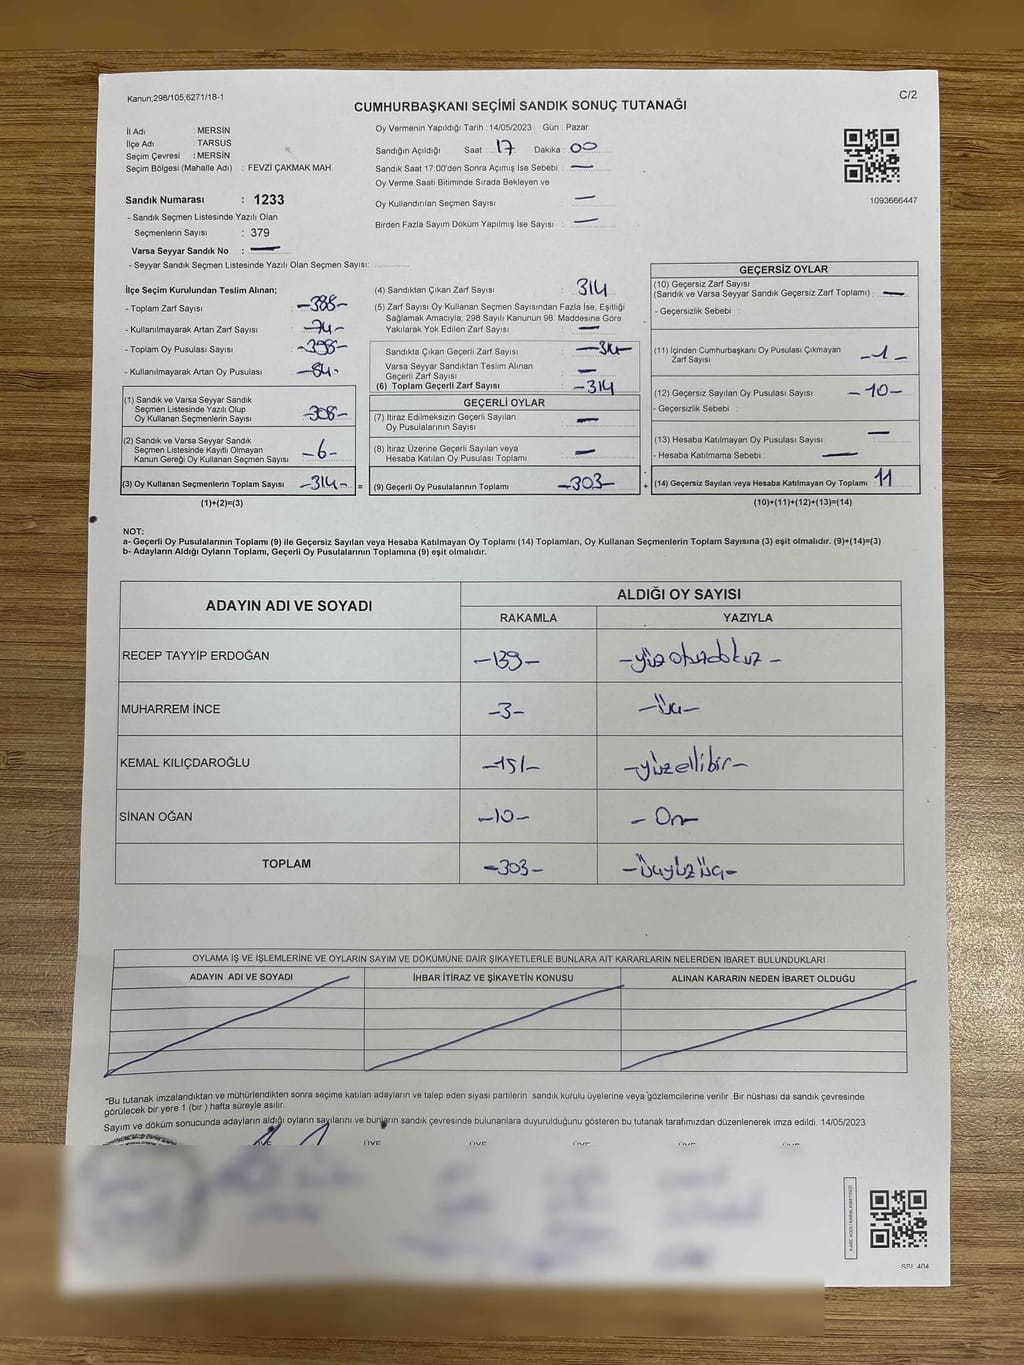 Kanun;298/105;6271/18-1
C/2
CUMHURBAŞKANI SEÇİMİ SANDIK SONUÇ TUTANAĞI
İl Adı : MERSİN
İlçe Adı : TARSUS
Seçim Çevresi : MERSİN
Seçim Bölgesi (Mahalle Adı) : FEVZİ ÇAKMAK MAH.
Sandık Numarası : 1233
- Sandık Seçmen Listesinde Yazılı Olan
Seçmenlerin Sayısı : 379
Varsa Seyyar Sandık No : —
- Seyyar Sandık Seçmen Listesinde Yazılı Olan Seçmen Sayısı:
Oy Vermenin Yapıldığı Tarih :14/05/2023 Gün : Pazar
Sandığın Açıldığı Saat : 17 Dakika : 00
Sandık Saat 17:00'den Sonra Açımış İse Sebebi : —
Oy Verme Saati Bitiminde Sırada Bekleyen ve
Oy Kullandırılan Seçmen Sayısı : —
Birden Fazla Sayım Döküm Yapılmış İse Sayısı : —
1093666447
İlçe Seçim Kurulundan Teslim Alınan;
- Toplam Zarf Sayısı : -388-
- Kullanılmayarak Artan Zarf Sayısı : -74-
- Toplam Oy Pusulası Sayısı : -398-
- Kullanılmayarak Artan Oy Pusulası : -84-
(1) Sandık ve Varsa Seyyar Sandık
Seçmen Listesinde Yazılı Olup
Oy Kullanan Seçmenlerin Sayısı : -308-
(2) Sandık ve Varsa Seyyar Sandık
Seçmen Listesinde Kayıtlı Olmayan
Kanun Gereği Oy Kullanan Seçmen Sayısı : -6-
(3) Oy Kullanan Seçmenlerin Toplam Sayısı : -314-
(1)+(2)=(3)
(4) Sandıktan Çıkan Zarf Sayısı : 314
(5) Zarf Sayısı Oy Kullanan Seçmen Sayısından Fazla İse, Eşitliği
Sağlamak Amacıyla; 298 Sayılı Kanunun 98. Maddesine Göre
Yakılarak Yok Edilen Zarf Sayısı : —
Sandıkta Çıkan Geçerli Zarf Sayısı : -314-
Varsa Seyyar Sandıktan Teslim Alınan
Geçerli Zarf Sayısı : —
(6) Toplam Geçerli Zarf Sayısı : -314
GEÇERLİ OYLAR
(7) İtiraz Edilmeksizin Geçerli Sayılan
Oy Pusulalarının Sayısı : —
(8) İtiraz Üzerine Geçerli Sayılan veya
Hesaba Katılan Oy Pusulası Toplamı : —
= (9) Geçerli Oy Pusulalarının Toplamı : -303-
GEÇERSİZ OYLAR
(10) Geçersiz Zarf Sayısı
(Sandık ve Varsa Seyyar Sandık Geçersiz Zarf Toplamı) : —
- Geçersizlik Sebebi :
(11) İçinden Cumhurbaşkanı Oy Pusulası Çıkmayan
Zarf Sayısı : -1-
(12) Geçersiz Sayılan Oy Pusulası Sayısı : -10-
- Geçersizlik Sebebi :
(13) Hesaba Katılmayan Oy Pusulası Sayısı : —
- Hesaba Katılmama Sebebi : —
+ (14) Geçersiz Sayılan veya Hesaba Katılmayan Oy Toplamı : 11
(10)+(11)+(12)+(13)=(14)
NOT:
a- Geçerli Oy Pusulalarının Toplamı (9) ile Geçersiz Sayılan veya Hesaba Katılmayan Oy Toplamı (14) Toplamları, Oy Kullanan Seçmenlerin Toplam Sayısına (3) eşit olmalıdır. (9)+(14)=(3)
b- Adayların Aldığı Oyların Toplamı, Geçerli Oy Pusulalarının Toplamına (9) eşit olmalıdır.
ADAYIN ADI VE SOYADI
ALDIĞI OY SAYISI
RAKAMLA YAZIYLA
RECEP TAYYİP ERDOĞAN -139- -yüzotuzdokuz-
MUHARREM İNCE -3- -üç-
KEMAL KILIÇDAROĞLU -151- -yüzellibir-
SİNAN OĞAN -10- -On-
TOPLAM -303- -üçyüzüç-
OYLAMA İŞ VE İŞLEMLERİNE VE OYLARIN SAYIM VE DÖKÜMÜNE DAİR ŞİKAYETLERLE BUNLARA AİT KARARLARIN NELERDEN İBARET BULUNDUKLARI
ADAYIN ADI VE SOYADI İHBAR İTİRAZ VE ŞİKAYETİN KONUSU ALINAN KARARIN NEDEN İBARET OLDUĞU
*Bu tutanak imzalandıktan ve mühürlendikten sonra seçime katılan adayların ve talep eden siyasi partilerin sandık kurulu üyelerine veya gözlemcilerine verilir. Bir nüshası da sandık çevresinde
görülecek bir yere 1 (bir ) hafta süreyle asılır.
Sayım ve döküm sonucunda adayların aldığı oyların sayılarını ve bunların sandık çevresinde bulunanlara duyurulduğunu gösteren bu tutanak tarafımızdan düzenlenerek imza edildi. 14/05/2023
ÜYE ÜYE ÜYE ÜYE ÜYE